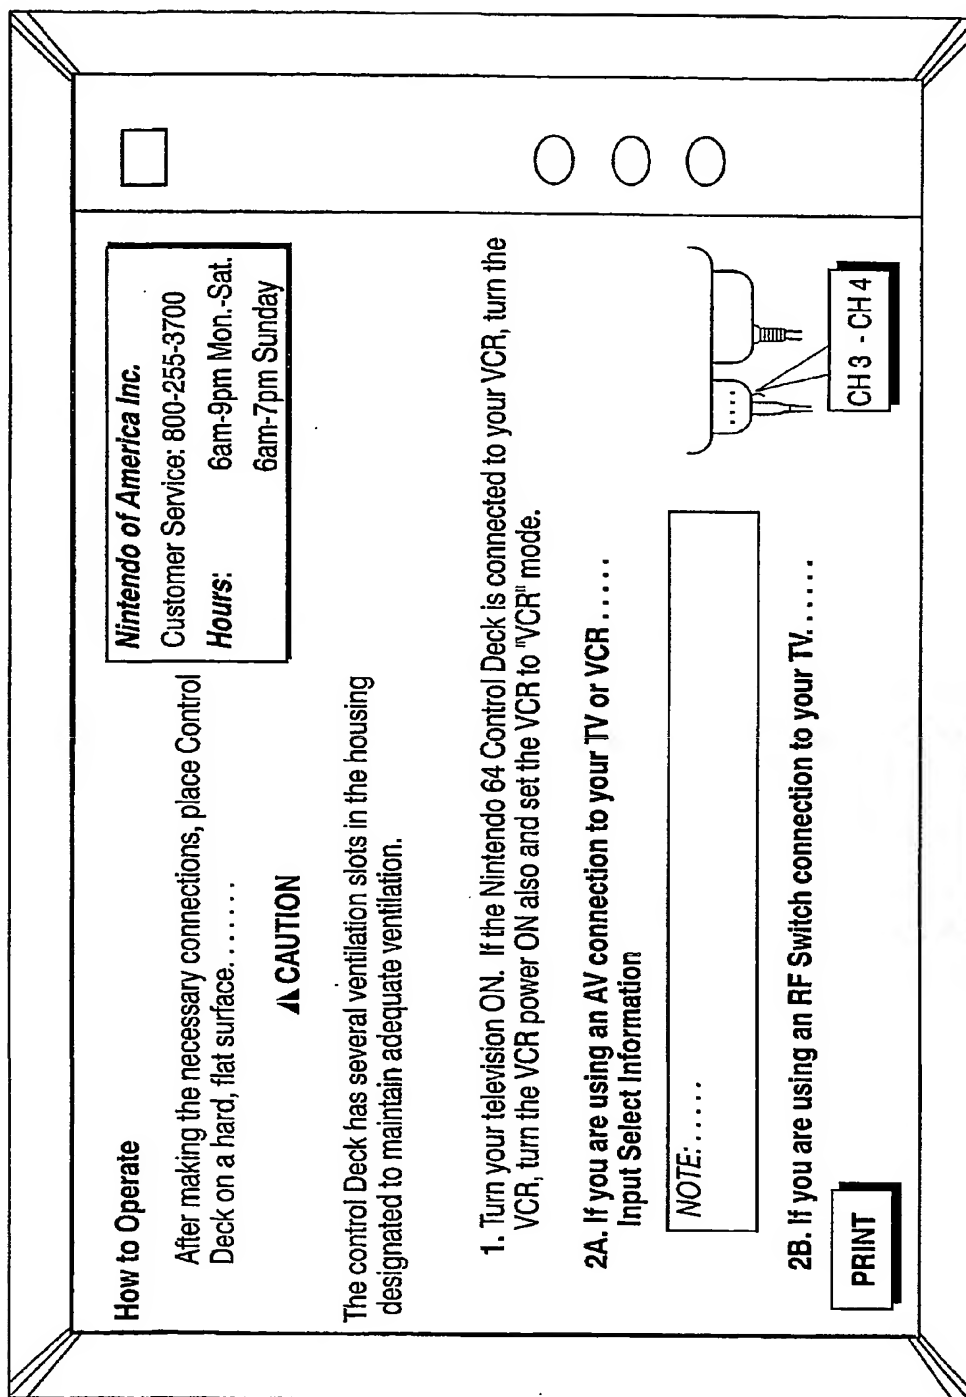 How to Operate
After making the necessary connections, place Control
Deck on a hard, flat surface.......
Nintendo of America Inc.
Customer Service: 800-255-3700
Hours: 6am-9pm Mon.-Sat.
6am-7pm Sunday
CAUTION
The control Deck has several ventilation slots in the housing
designated to maintain adequate ventilation.
1. Turn your television ON. If the Nintendo 64 Control Deck is connected to your VCR, turn the
VCR, turn the VCR power ON also and set the VCR to "VCR" mode.
2A. If you are using an AV connection to your TV or VCR.....
Input Select Information
NOTE:.....
2B. If you are using an RF Switch connection to your TV......
CH 3 - CH 4
PRINT